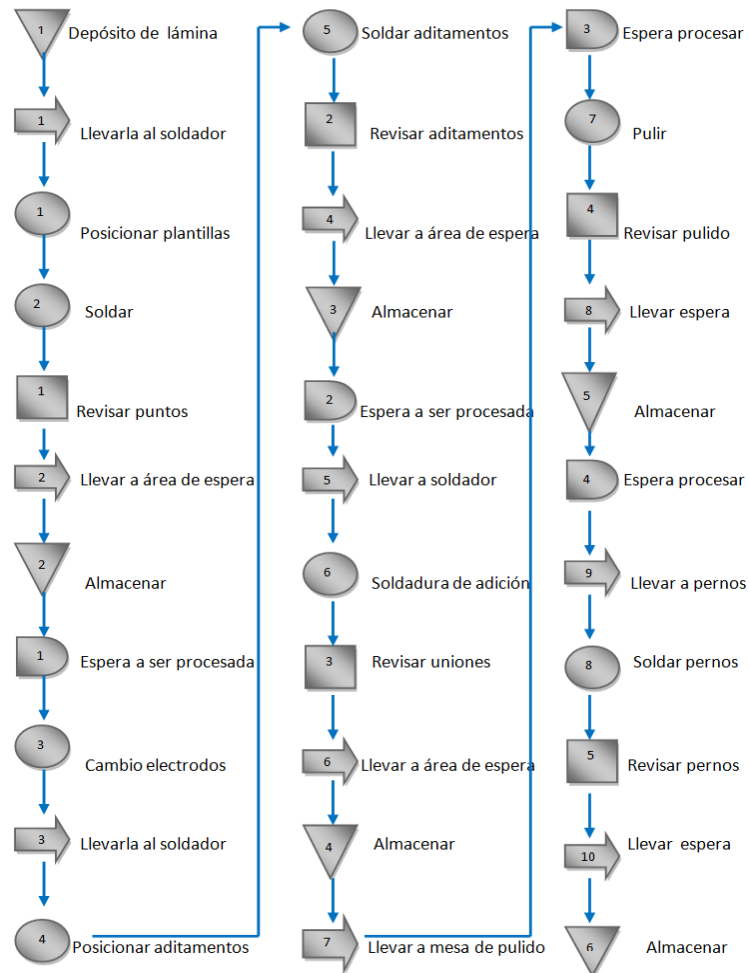 1 Depósito de lámina
1 Llevarla al soldador
1 Posicionar plantillas
2 Soldar
1 Revisar puntos
2 Llevar a área de espera
2 Almacenar
1 Espera a ser procesada
3 Cambio electrodos
3 Llevarla al soldador
4 Posicionar aditamentos
5 Soldar aditamentos
2 Revisar aditamentos
4 Llevar a área de espera
3 Almacenar
2 Espera a ser procesada
5 Llevar a soldador
6 Soldadura de adición
3 Revisar uniones
6 Llevar a área de espera
4 Almacenar
7 Llevar a mesa de pulido
3 Espera procesar
7 Pulir
4 Revisar pulido
8 Llevar espera
5 Almacenar
4 Espera procesar
9 Llevar a pernos
8 Soldar pernos
5 Revisar pernos
10 Llevar espera
6 Almacenar